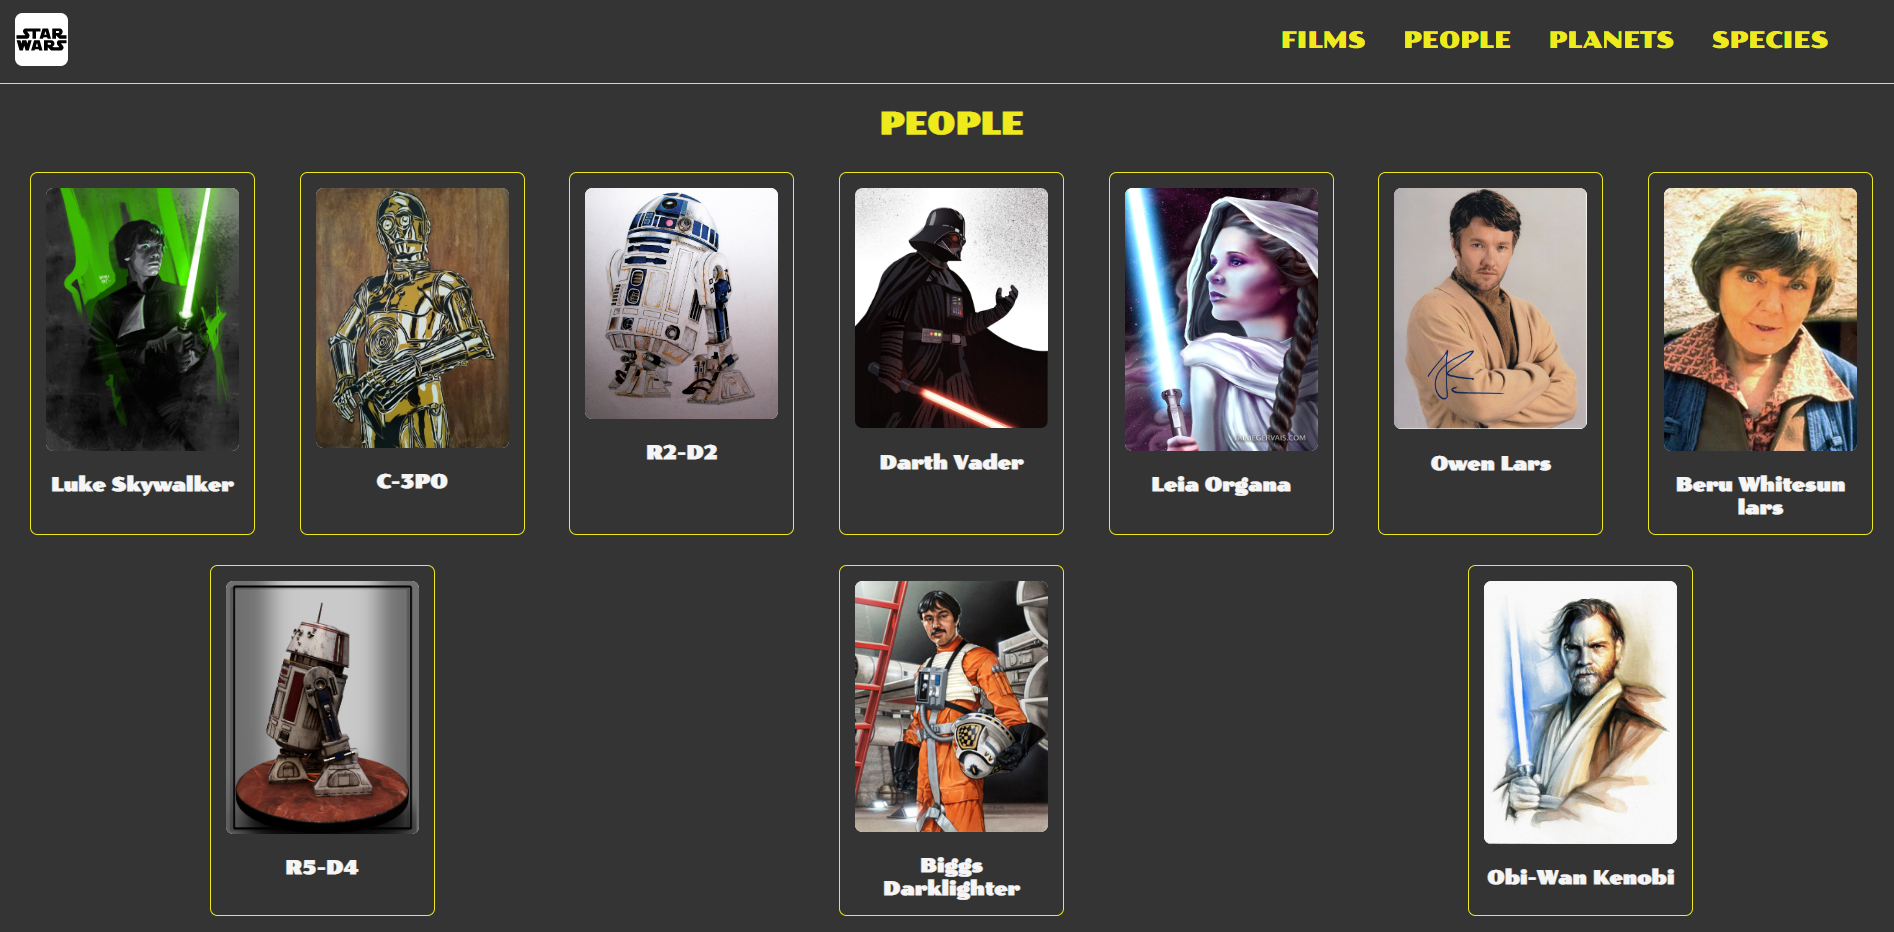 STAR
WARS
FILMS PEOPLE PLANETS SPECIES
PEOPLE
Luke Skywalker
C-3PO
R2-D2
Darth Vader
Leia Organa
Owen Lars
Beru Whitesun
lars
R5-D4
Biggs
Darklighter
Obi-Wan Kenobi